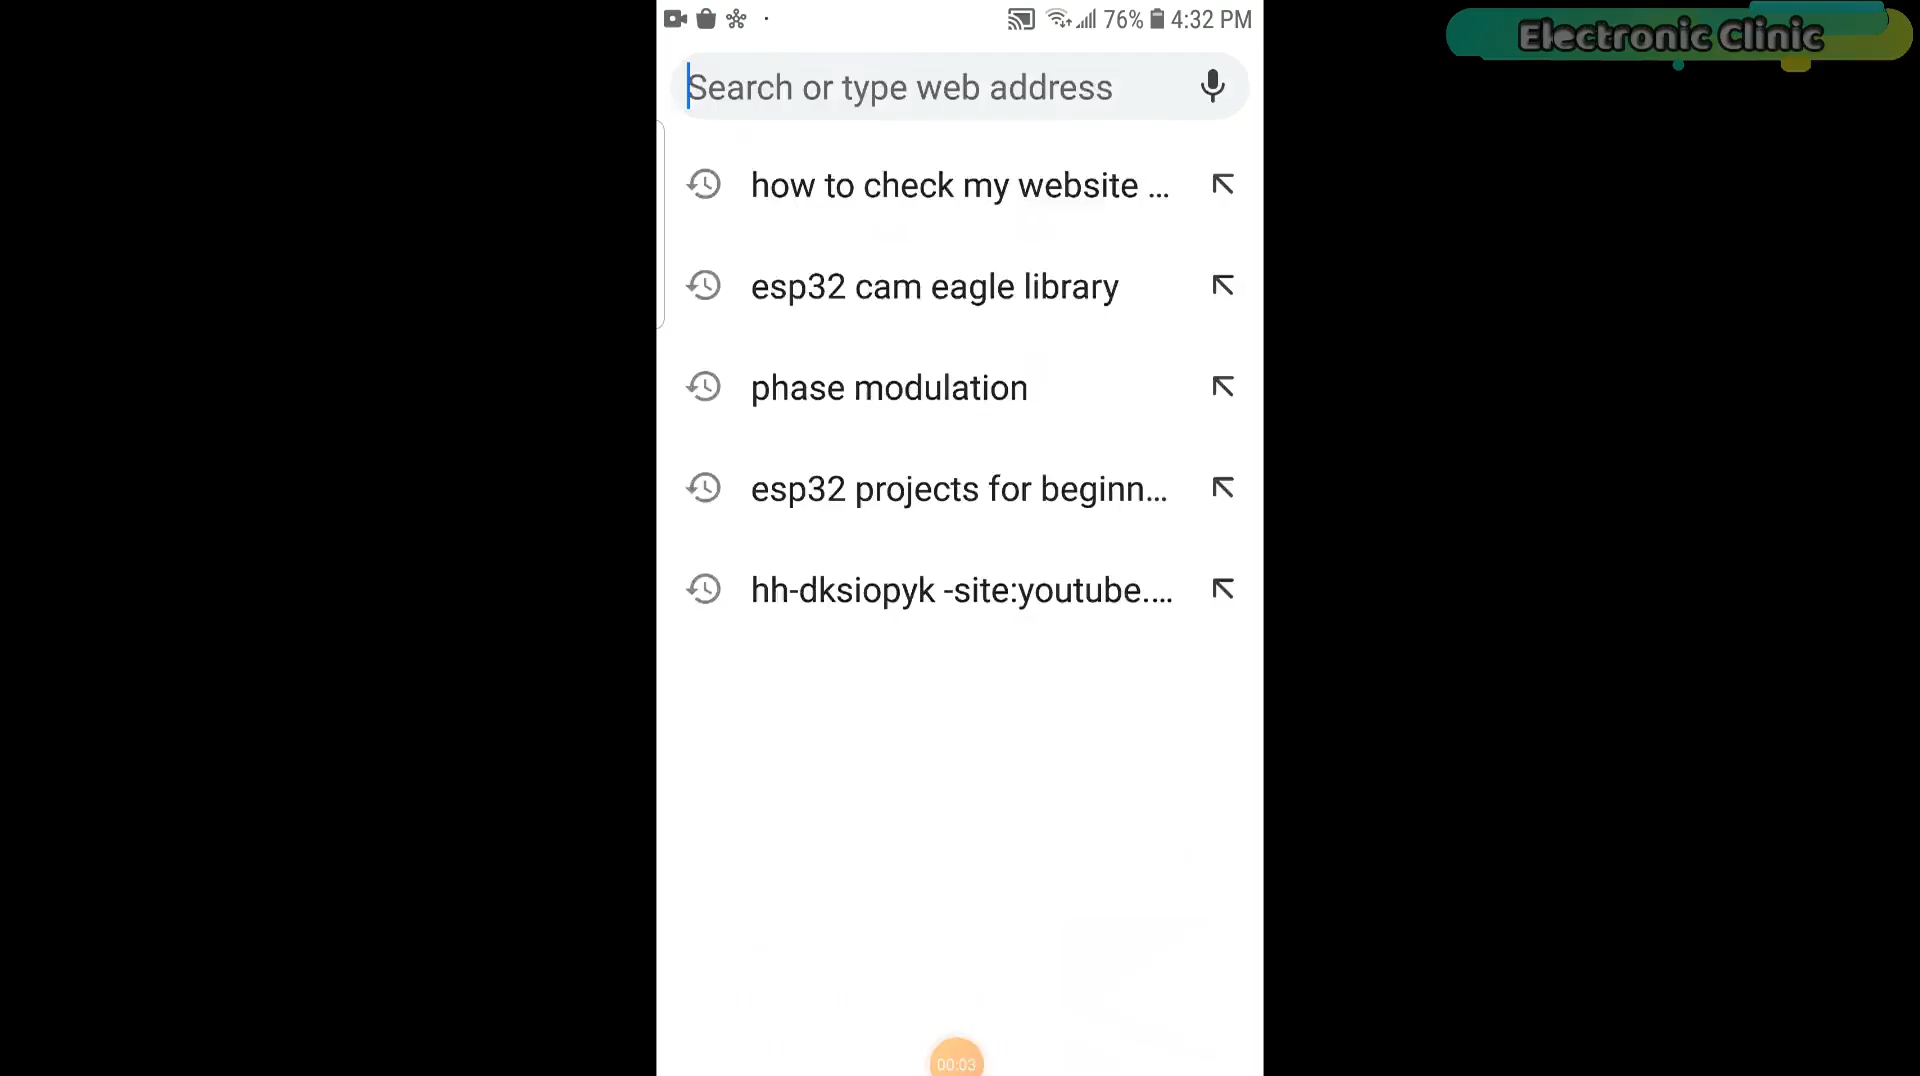 76% 4:32 PM
Electronic Clinic
Search or type web address
how to check my website ...
esp32 cam eagle library
phase modulation
esp32 projects for beginn...
hh-dksiopyk -site:youtube....
00:03